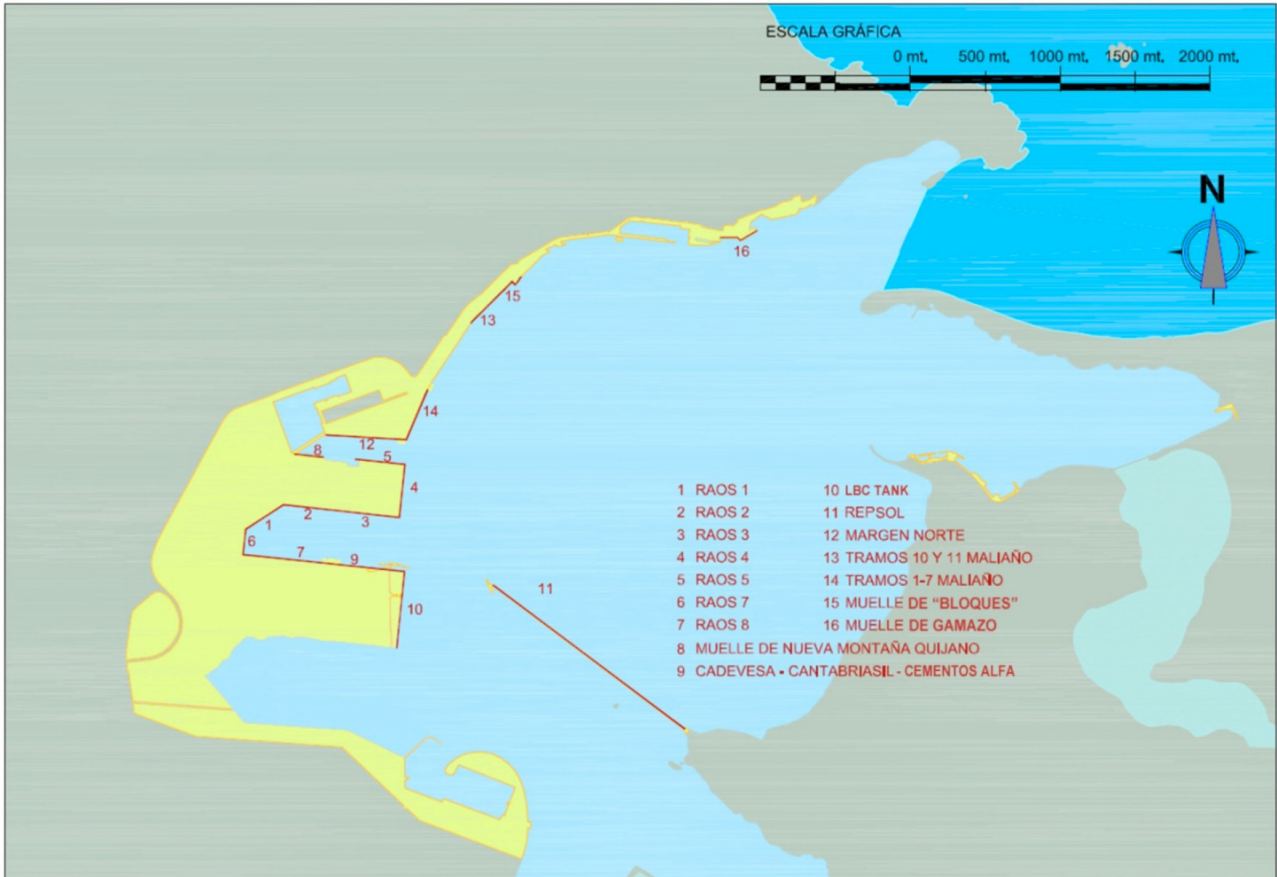 ESCALA GRÁFICA
0 mt. 500 mt. 1000 mt. 1500 mt. 2000 mt.
N
16
15
13
14
12
8
5
4
2
3
1
6
7
9
10
11
1 RAOS 1
2 RAOS 2
3 RAOS 3
4 RAOS 4
5 RAOS 5
6 RAOS 7
7 RAOS 8
8 MUELLE DE NUEVA MONTAÑA QUIJANO
9 CADEVESA - CANTABRIASIL - CEMENTOS ALFA
10 LBC TANK
11 REPSOL
12 MARGEN NORTE
13 TRAMOS 10 Y 11 MALIAÑO
14 TRAMOS 1-7 MALIAÑO
15 MUELLE DE “BLOQUES”
16 MUELLE DE GAMAZO